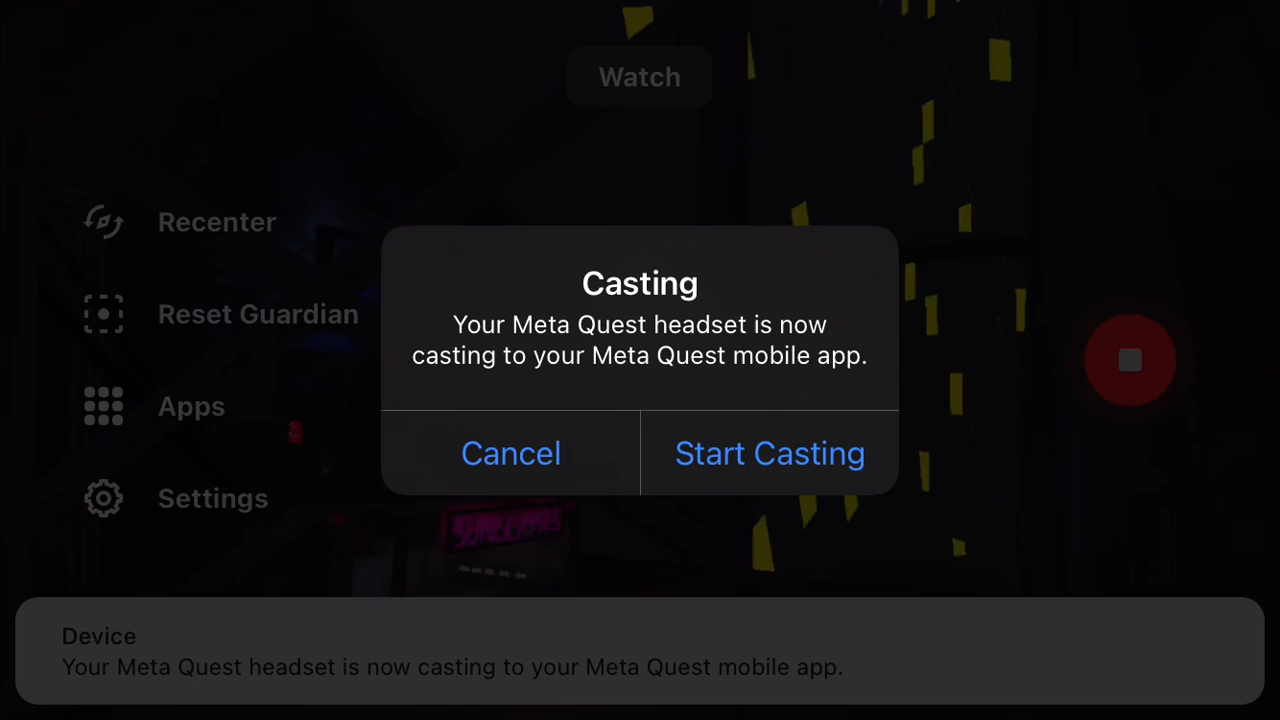 Watch
Recenter
Reset Guardian
Apps
Settings
Casting
Your Meta Quest headset is now
casting to your Meta Quest mobile app.
Cancel
Start Casting
Device
Your Meta Quest headset is now casting to your Meta Quest mobile app.